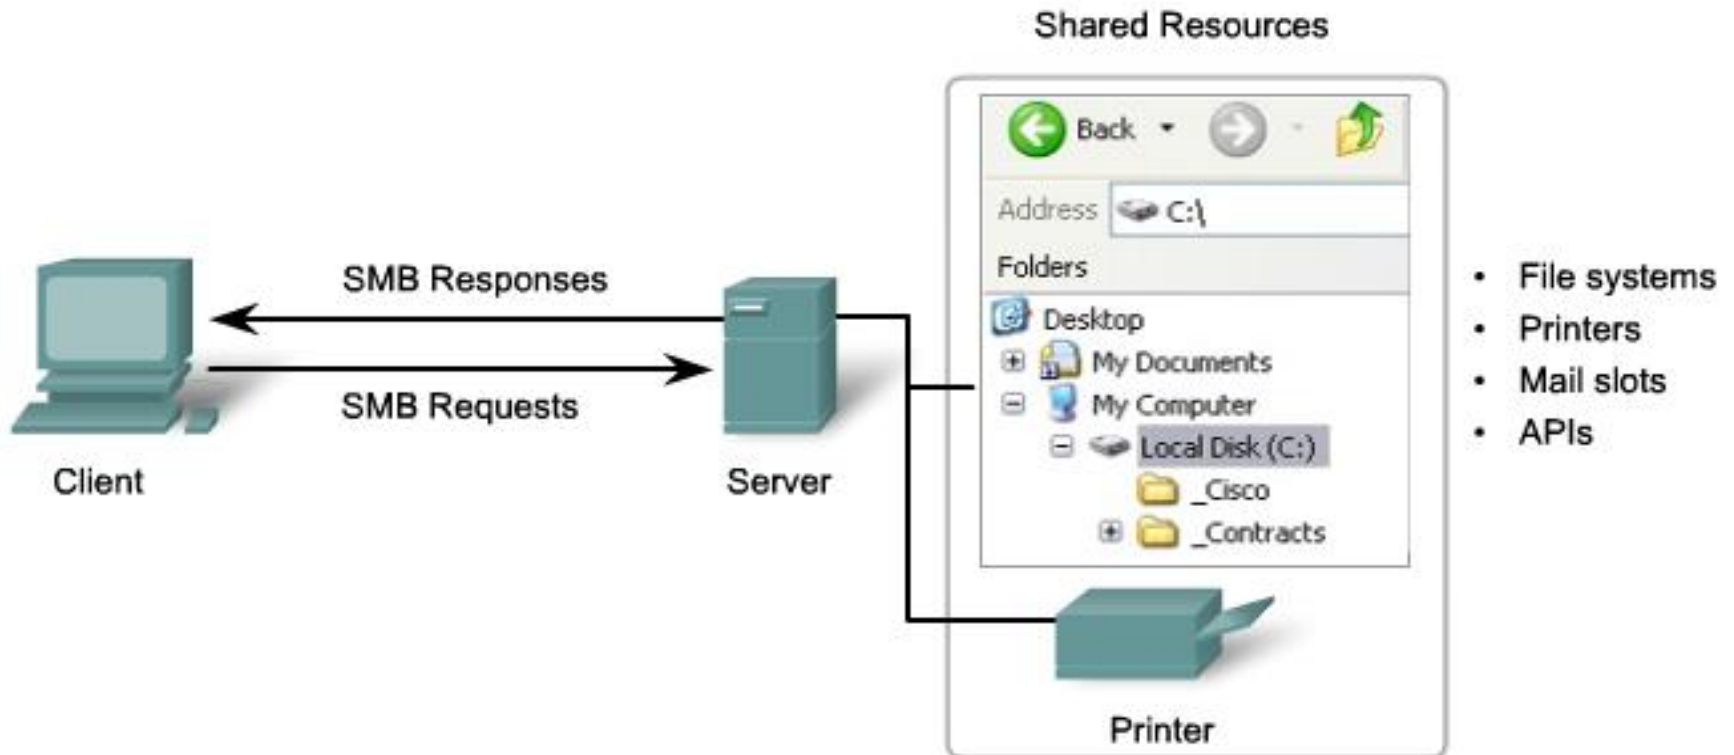 Shared Resources
Back
Address C:\
Folders
Desktop
My Documents
My Computer
Local Disk (C:)
_Cisco
_Contracts
SMB Responses
SMB Requests
Client
Server
Printer
• File systems
• Printers
• Mail slots
• APIs